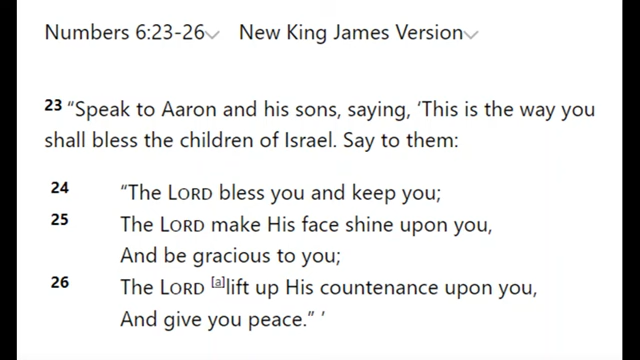 Numbers 6:23-26 New King James Version
23 “Speak to Aaron and his sons, saying, ‘This is the way you
shall bless the children of Israel. Say to them:
24 “The LORD bless you and keep you;
25 The LORD make His face shine upon you,
And be gracious to you;
26 The LORD [a]lift up His countenance upon you,
And give you peace.” ’